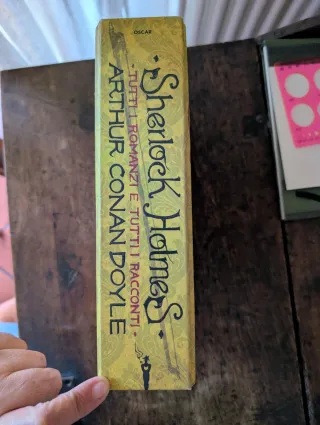 OSCAR
·Sherlock Holmes·
·TUTTI I ROMANZI E TUTTI I RACCONTI·
ARTHUR CONAN DOYLE